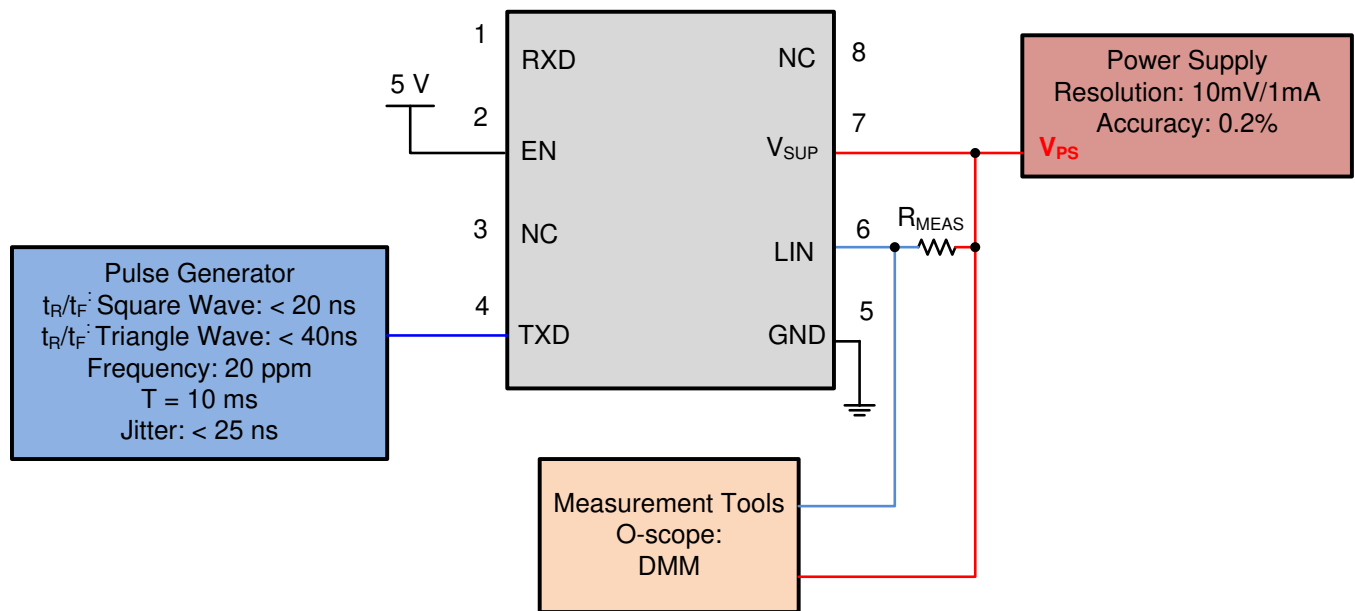 1
RXD
NC
8
5 V
2
EN
7
VSUP
Power Supply
Resolution: 10mV/1mA
Accuracy: 0.2%
VPS
3
NC
6
LIN
RMEAS
Pulse Generator
tR/tF: Square Wave: < 20 ns
tR/tF: Triangle Wave: < 40ns
Frequency: 20 ppm
T = 10 ms
Jitter: < 25 ns
4
TXD
5
GND
Measurement Tools
O-scope:
DMM